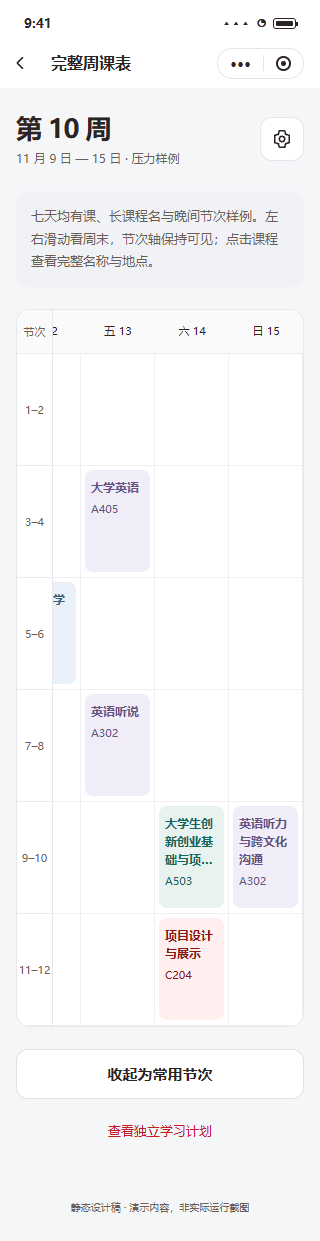 9:41
完整周课表
第 10 周
11 月 9 日 — 15 日 · 压力样例
七天均有课、长课程名与晚间节次样例。左
右滑动看周末，节次轴保持可见；点击课程
查看完整名称与地点。
节次 2 五 13 六 14 日 15
1–2
3–4
大学英语
A405
5–6
学
7–8
英语听说
A302
9–10
大学生创
新创业基
础与项…
A503
英语听力
与跨文化
沟通
A302
11–12
项目设计
与展示
C204
收起为常用节次
查看独立学习计划
静态设计稿 · 演示内容，非实际运行截图